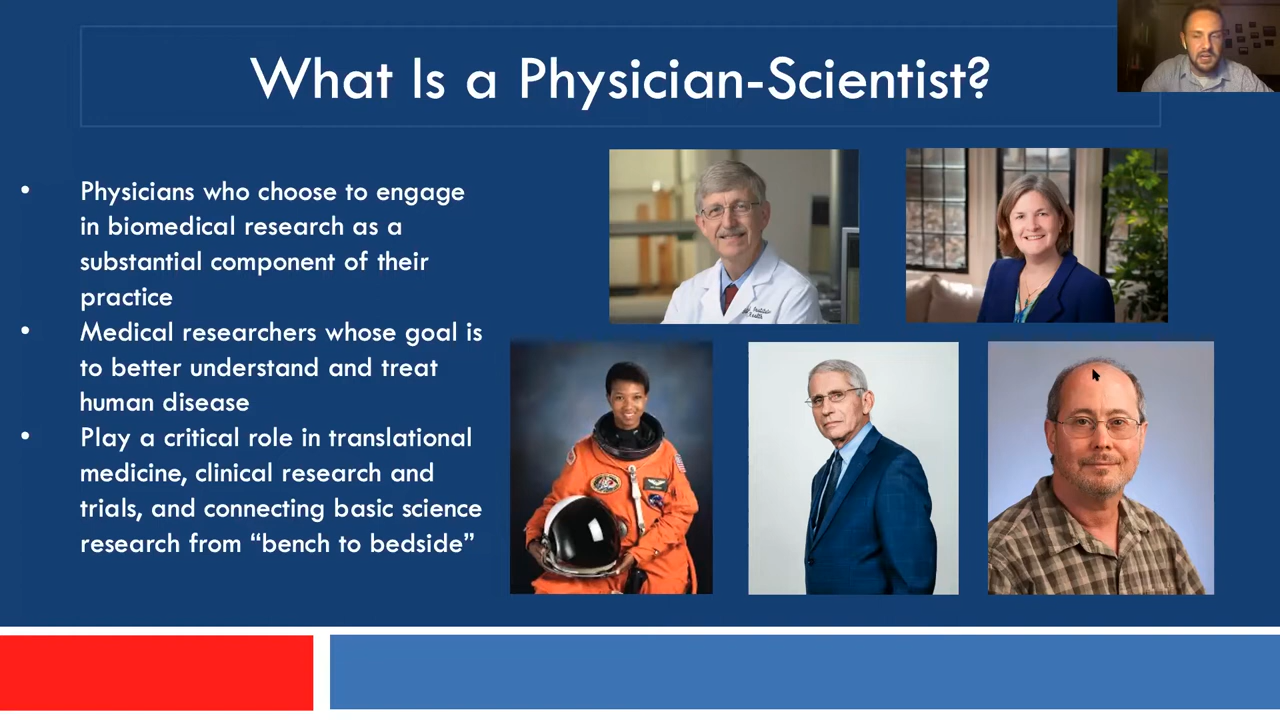 What Is a Physician-Scientist?
• Physicians who choose to engage
in biomedical research as a
substantial component of their
practice
• Medical researchers whose goal is
to better understand and treat
human disease
• Play a critical role in translational
medicine, clinical research and
trials, and connecting basic science
research from “bench to bedside”